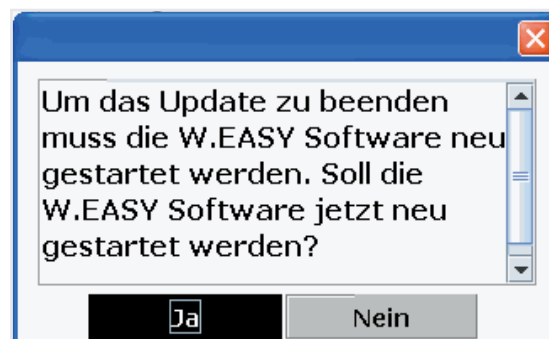 Um das Update zu beenden
muss die W.EASY Software neu
gestartet werden. Soll die
W.EASY Software jetzt neu
gestartet werden?
Ja
Nein